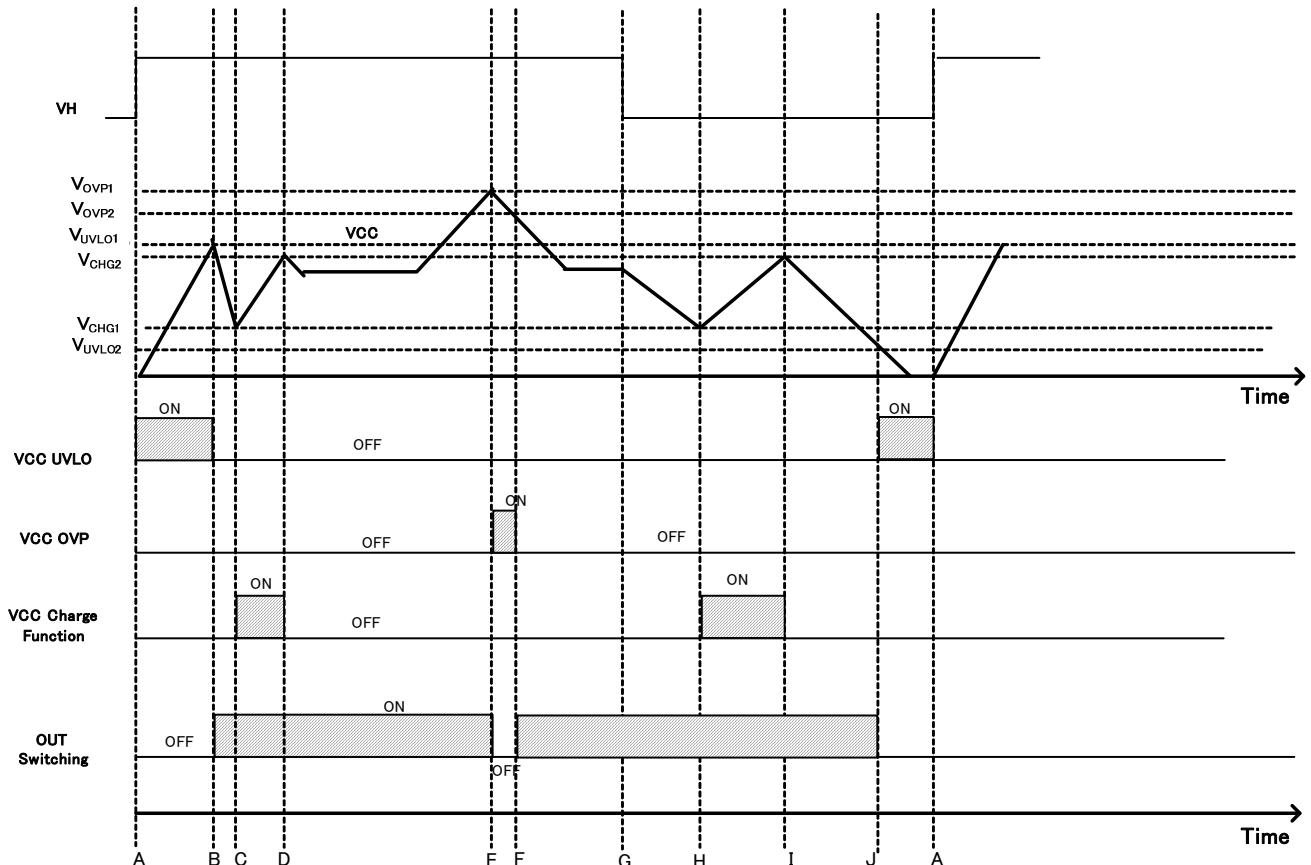 VH
VOVP1
VOVP2
VUVLO1
VCC
VCHG2
VCHG1
VUVLO2
Time
ON
ON
VCC UVLO
OFF
ON
VCC OVP
OFF
OFF
ON
ON
VCC Charge
Function
OFF
ON
OUT
Switching
OFF
OFF
Time
A B C D E F G H I J A